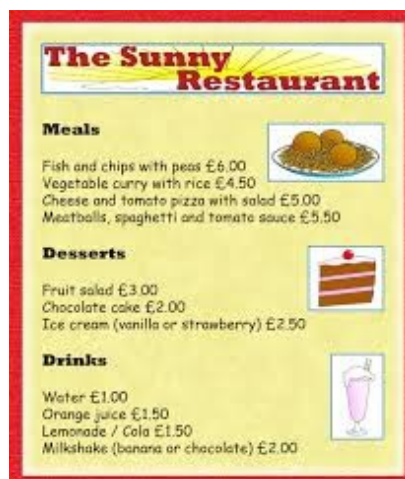 The Sunny
Restaurant
Meals
Fish and chips with peas £6.00
Vegetable curry with rice £4.50
Cheese and tomato pizza with salad £5.00
Meatballs, spaghetti and tomato sauce £5.50
Desserts
Fruit salad £3.00
Chocolate cake £2.00
Ice cream (vanilla or strawberry) £2.50
Drinks
Water £1.00
Orange juice £1.50
Lemonade / Cola £1.50
Milkshake (banana or chocolate) £2.00